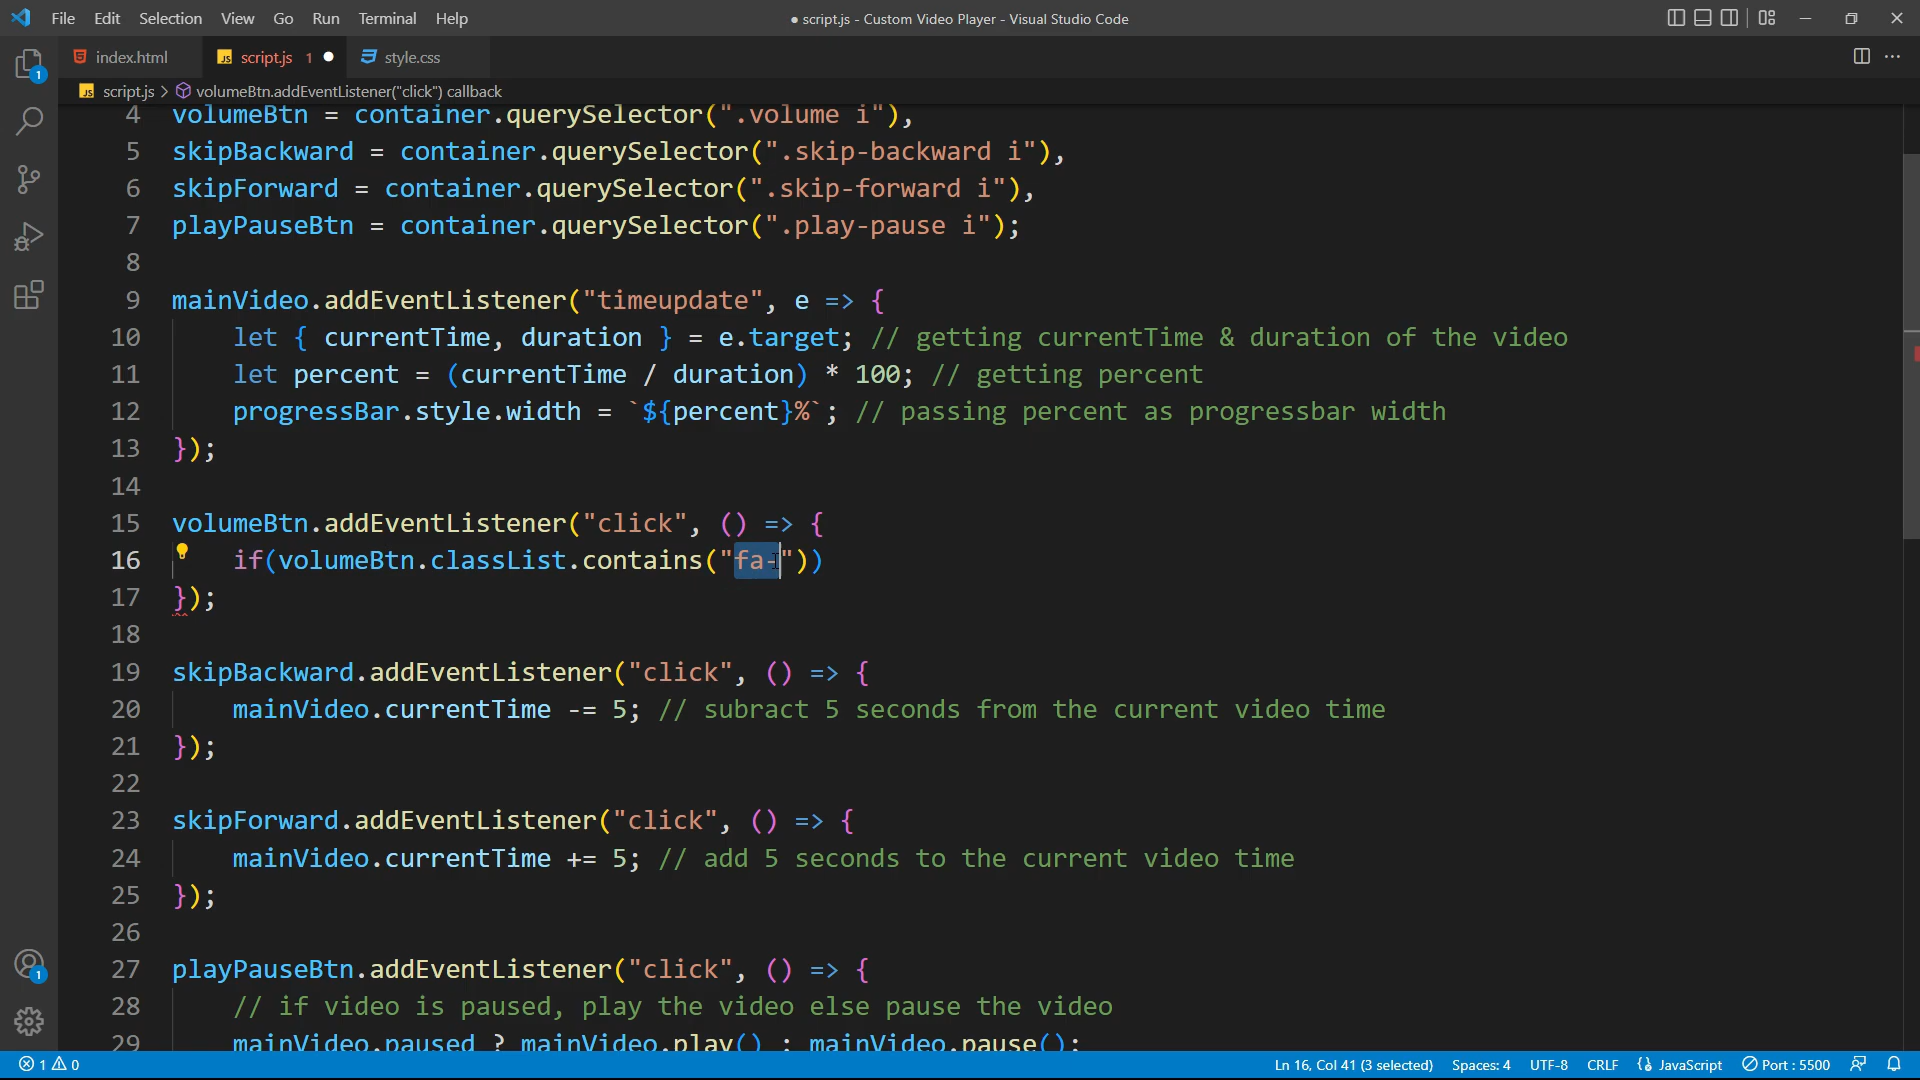 File Edit Selection View Go Run Terminal Help
● script.js - Custom Video Player - Visual Studio Code
index.html
script.js 1
style.css
script.js > volumeBtn.addEventListener("click") callback
4 volumeBtn = container.querySelector(".volume i"),
5 skipBackward = container.querySelector(".skip-backward i"),
6 skipForward = container.querySelector(".skip-forward i"),
7 playPauseBtn = container.querySelector(".play-pause i");
8
9 mainVideo.addEventListener("timeupdate", e => {
10 let { currentTime, duration } = e.target; // getting currentTime & duration of the video
11 let percent = (currentTime / duration) * 100; // getting percent
12 progressBar.style.width = `${percent}%`; // passing percent as progressbar width
13 });
14
15 volumeBtn.addEventListener("click", () => {
16 if(volumeBtn.classList.contains("fa-"))
17 });
18
19 skipBackward.addEventListener("click", () => {
20 mainVideo.currentTime -= 5; // subract 5 seconds from the current video time
21 });
22
23 skipForward.addEventListener("click", () => {
24 mainVideo.currentTime += 5; // add 5 seconds to the current video time
25 });
26
27 playPauseBtn.addEventListener("click", () => {
28 // if video is paused, play the video else pause the video
29 mainVideo.paused ? mainVideo.play() : mainVideo.pause();
1
1
JS
JS
1 0
Ln 16, Col 41 (3 selected) Spaces: 4 UTF-8 CRLF {} JavaScript Port : 5500